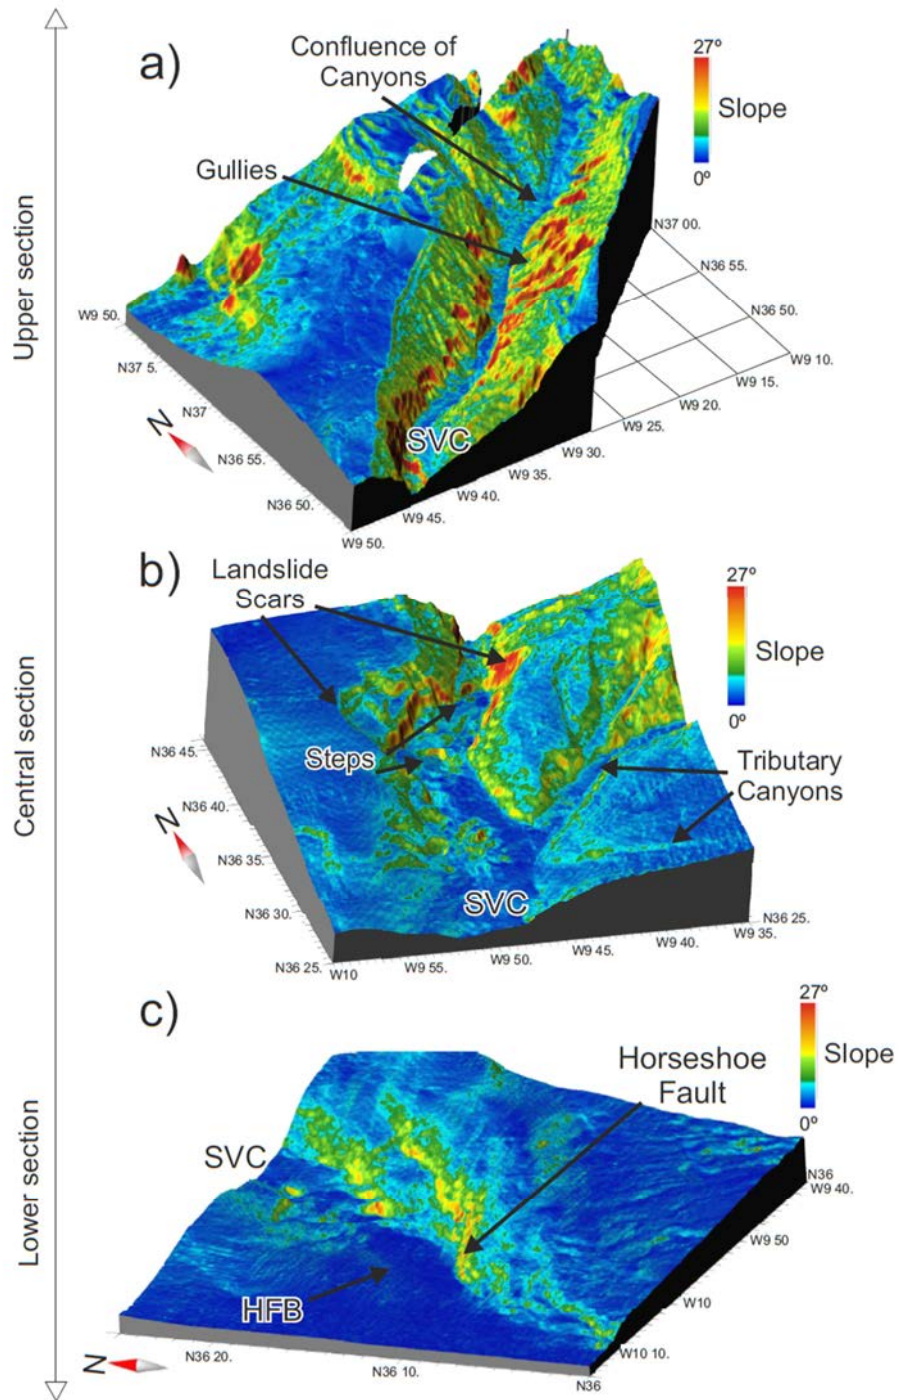 Upper section
Central section
Lower section
a)
Confluence of
Canyons
Gullies
27º
Slope
0º
N37 00.
N36 55.
N36 50.
W9 10.
W9 15.
W9 20.
W9 25.
W9 30.
W9 35.
W9 40.
W9 45.
W9 50.
W9 50.
N37 5.
N37
N36 55.
N36 50.
N
SVC
b)
Landslide
Scars
27º
Slope
0º
Steps
Tributary
Canyons
SVC
N36 45.
N36 40.
N36 35.
N36 30.
N36 25.
N
W10
W9 55.
W9 50.
W9 45.
W9 40.
W9 35.
N36 25.
c)
27º
Slope
0º
Horseshoe
Fault
SVC
HFB
N36
W9 40.
W9 50
W10
W10 10.
N36 20.
N36 10.
N36
N